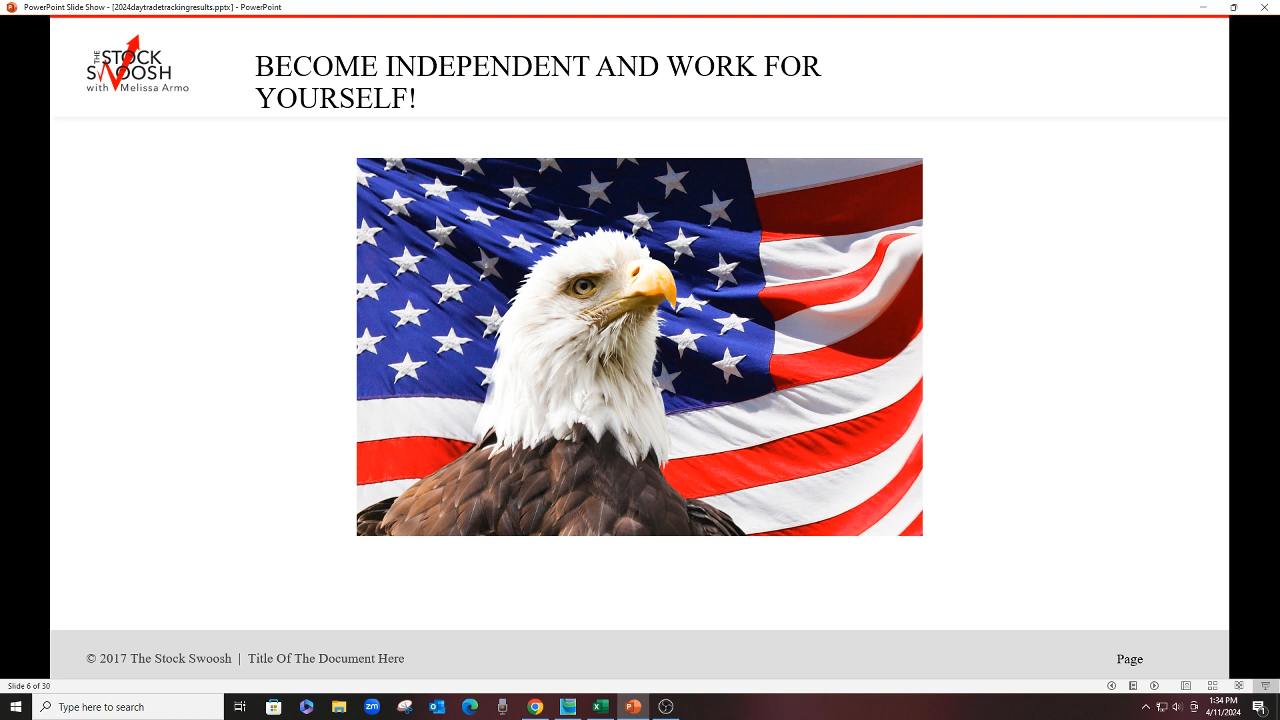 PowerPoint Slide Show - [2024daytradetrackingresults.pptx] - PowerPoint
THE
STOCK
SWOOSH
with Melissa Armo
BECOME INDEPENDENT AND WORK FOR
YOURSELF!
© 2017 The Stock Swoosh | Title Of The Document Here
Page
Slide 6 of 30
Type here to search
zm
1:34 PM
4/11/2024